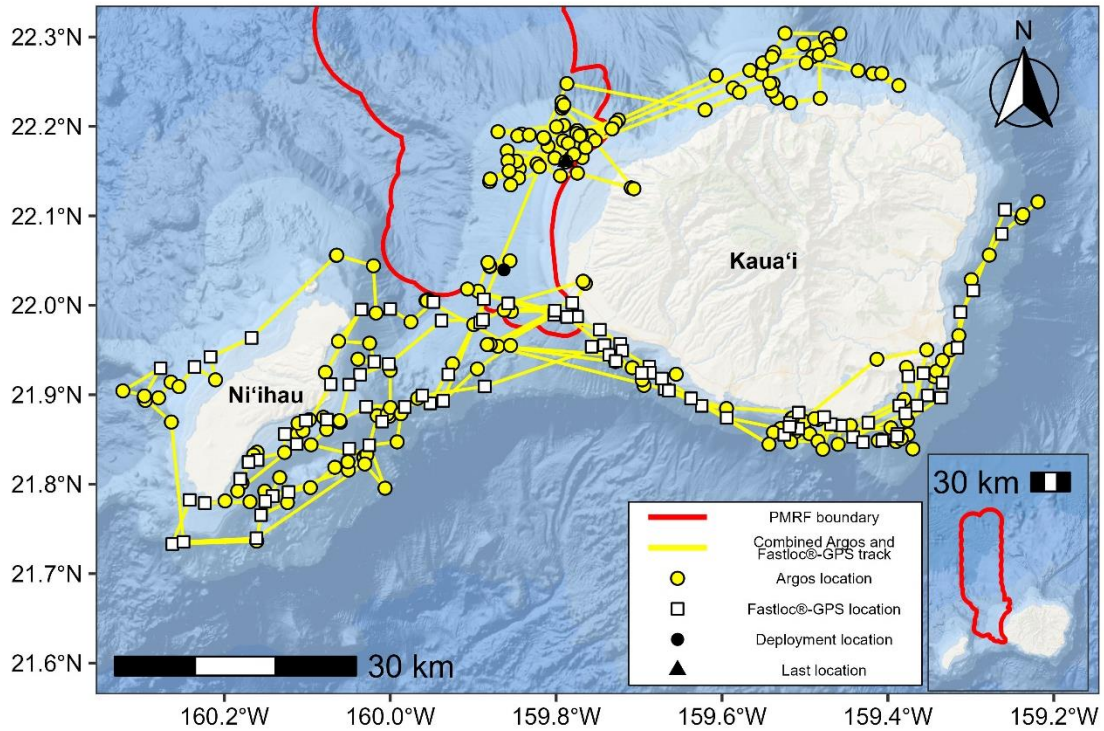 22.3°N
22.2°N
22.1°N
22.0°N
21.9°N
21.8°N
21.7°N
21.6°N
N
Kauaʻi
Niʻihau
30 km
PMRF boundary
Combined Argos and
Fastloc®-GPS track
Argos location
Fastloc®-GPS location
Deployment location
Last location
30 km
160.2°W
160.0°W
159.8°W
159.6°W
159.4°W
159.2°W